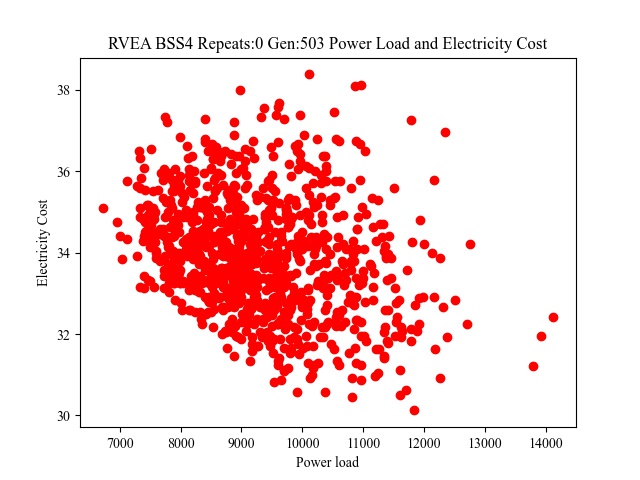 RVEA BSS4 Repeats:0 Gen:503 Power Load and Electricity Cost
38
36
34
32
30
Electricity Cost
7000 8000 9000 10000 11000 12000 13000 14000
Power load